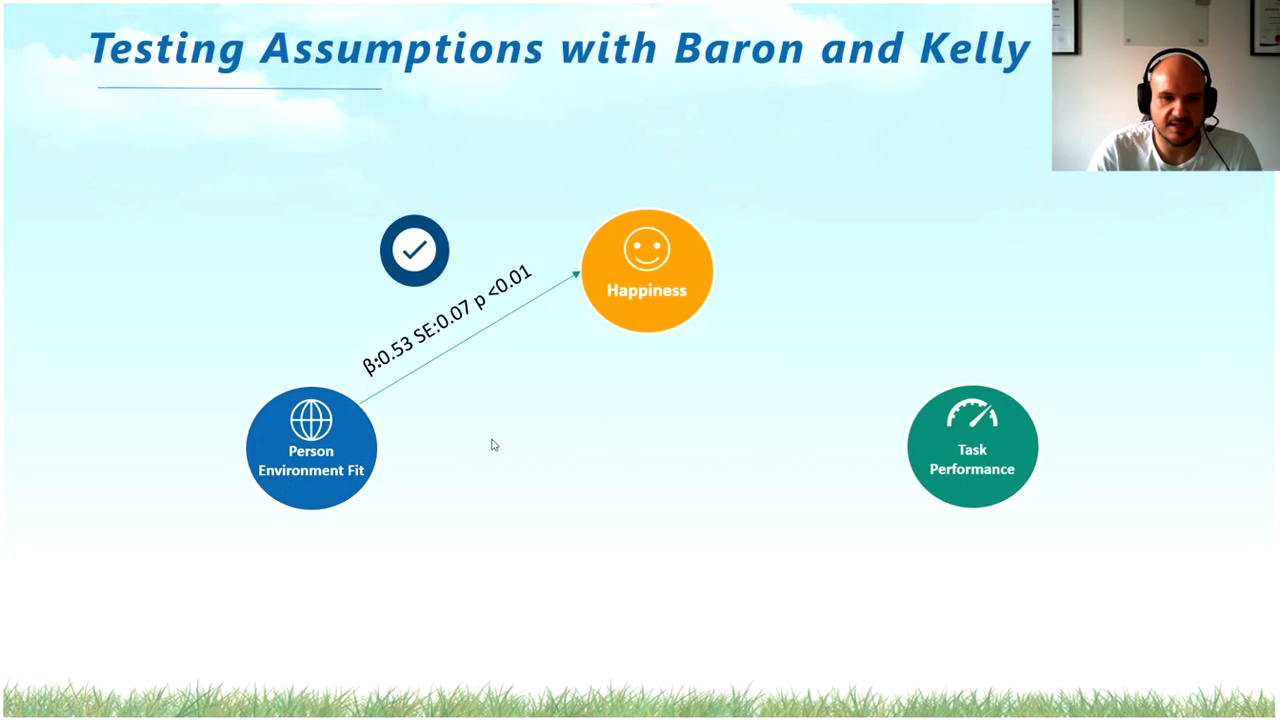 Testing Assumptions with Baron and Kelly
β:0.53 SE:0.07 p <0.01
Happiness
Person
Environment Fit
Task
Performance